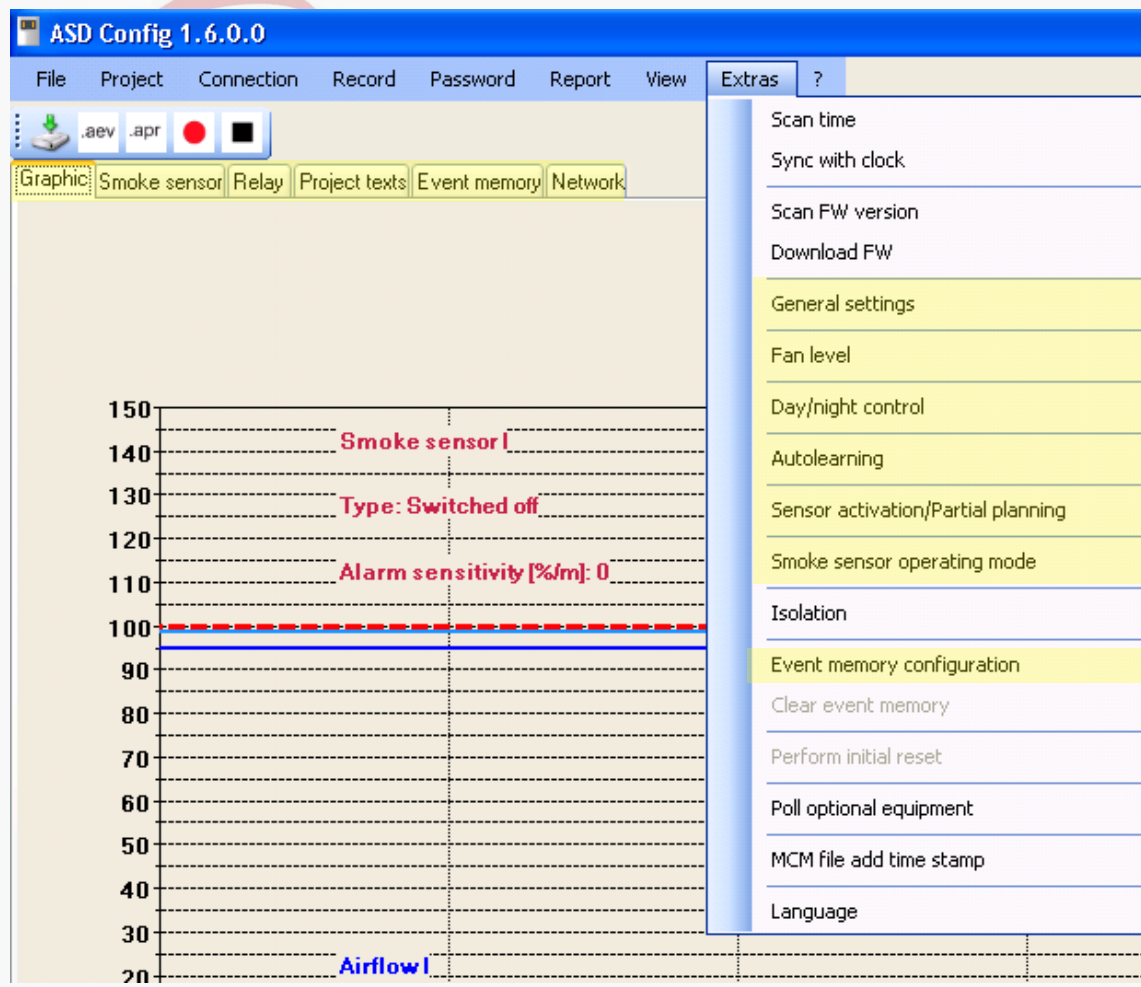 ASD Config 1.6.0.0
File Project Connection Record Password Report View Extras ?
.aev .apr
Graphic Smoke sensor Relay Project texts Event memory Network
Scan time
Sync with clock
Scan FW version
Download FW
General settings
Fan level
Day/night control
Autolearning
Sensor activation/Partial planning
Smoke sensor operating mode
Isolation
Event memory configuration
Clear event memory
Perform initial reset
Poll optional equipment
MCM file add time stamp
Language
150
Smoke sensor I
140
130
Type: Switched off
120
Alarm sensitivity [%/m]: 0
110
100
90
80
70
60
50
40
30
Airflow I
20